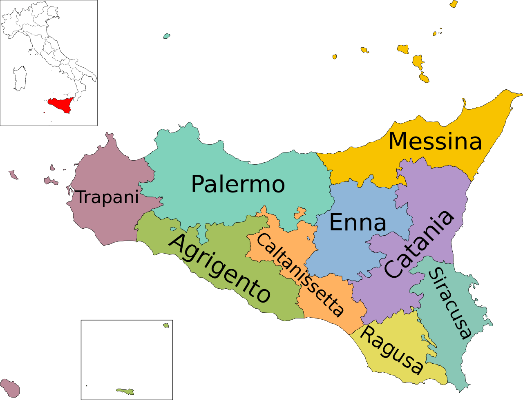 Messina
Palermo
Trapani
Enna
Catania
Agrigento
Caltanissetta
Siracusa
Ragusa